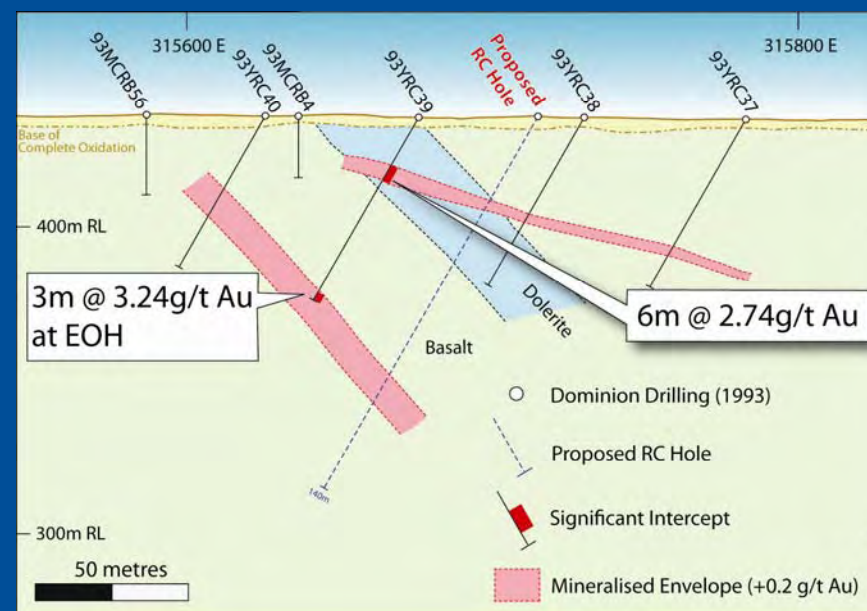 315600 E
315800 E
93MCRB56
93YRC40
93MCRB4
93YRC39
Proposed
RC Hole
93YRC38
93YRC37
Base of
Complete Oxidation
400m RL
3m @ 3.24g/t Au
at EOH
6m @ 2.74g/t Au
Dolerite
Basalt
Dominion Drilling (1993)
Proposed RC Hole
140m
Significant Intercept
300m RL
50 metres
Mineralised Envelope (+0.2 g/t Au)